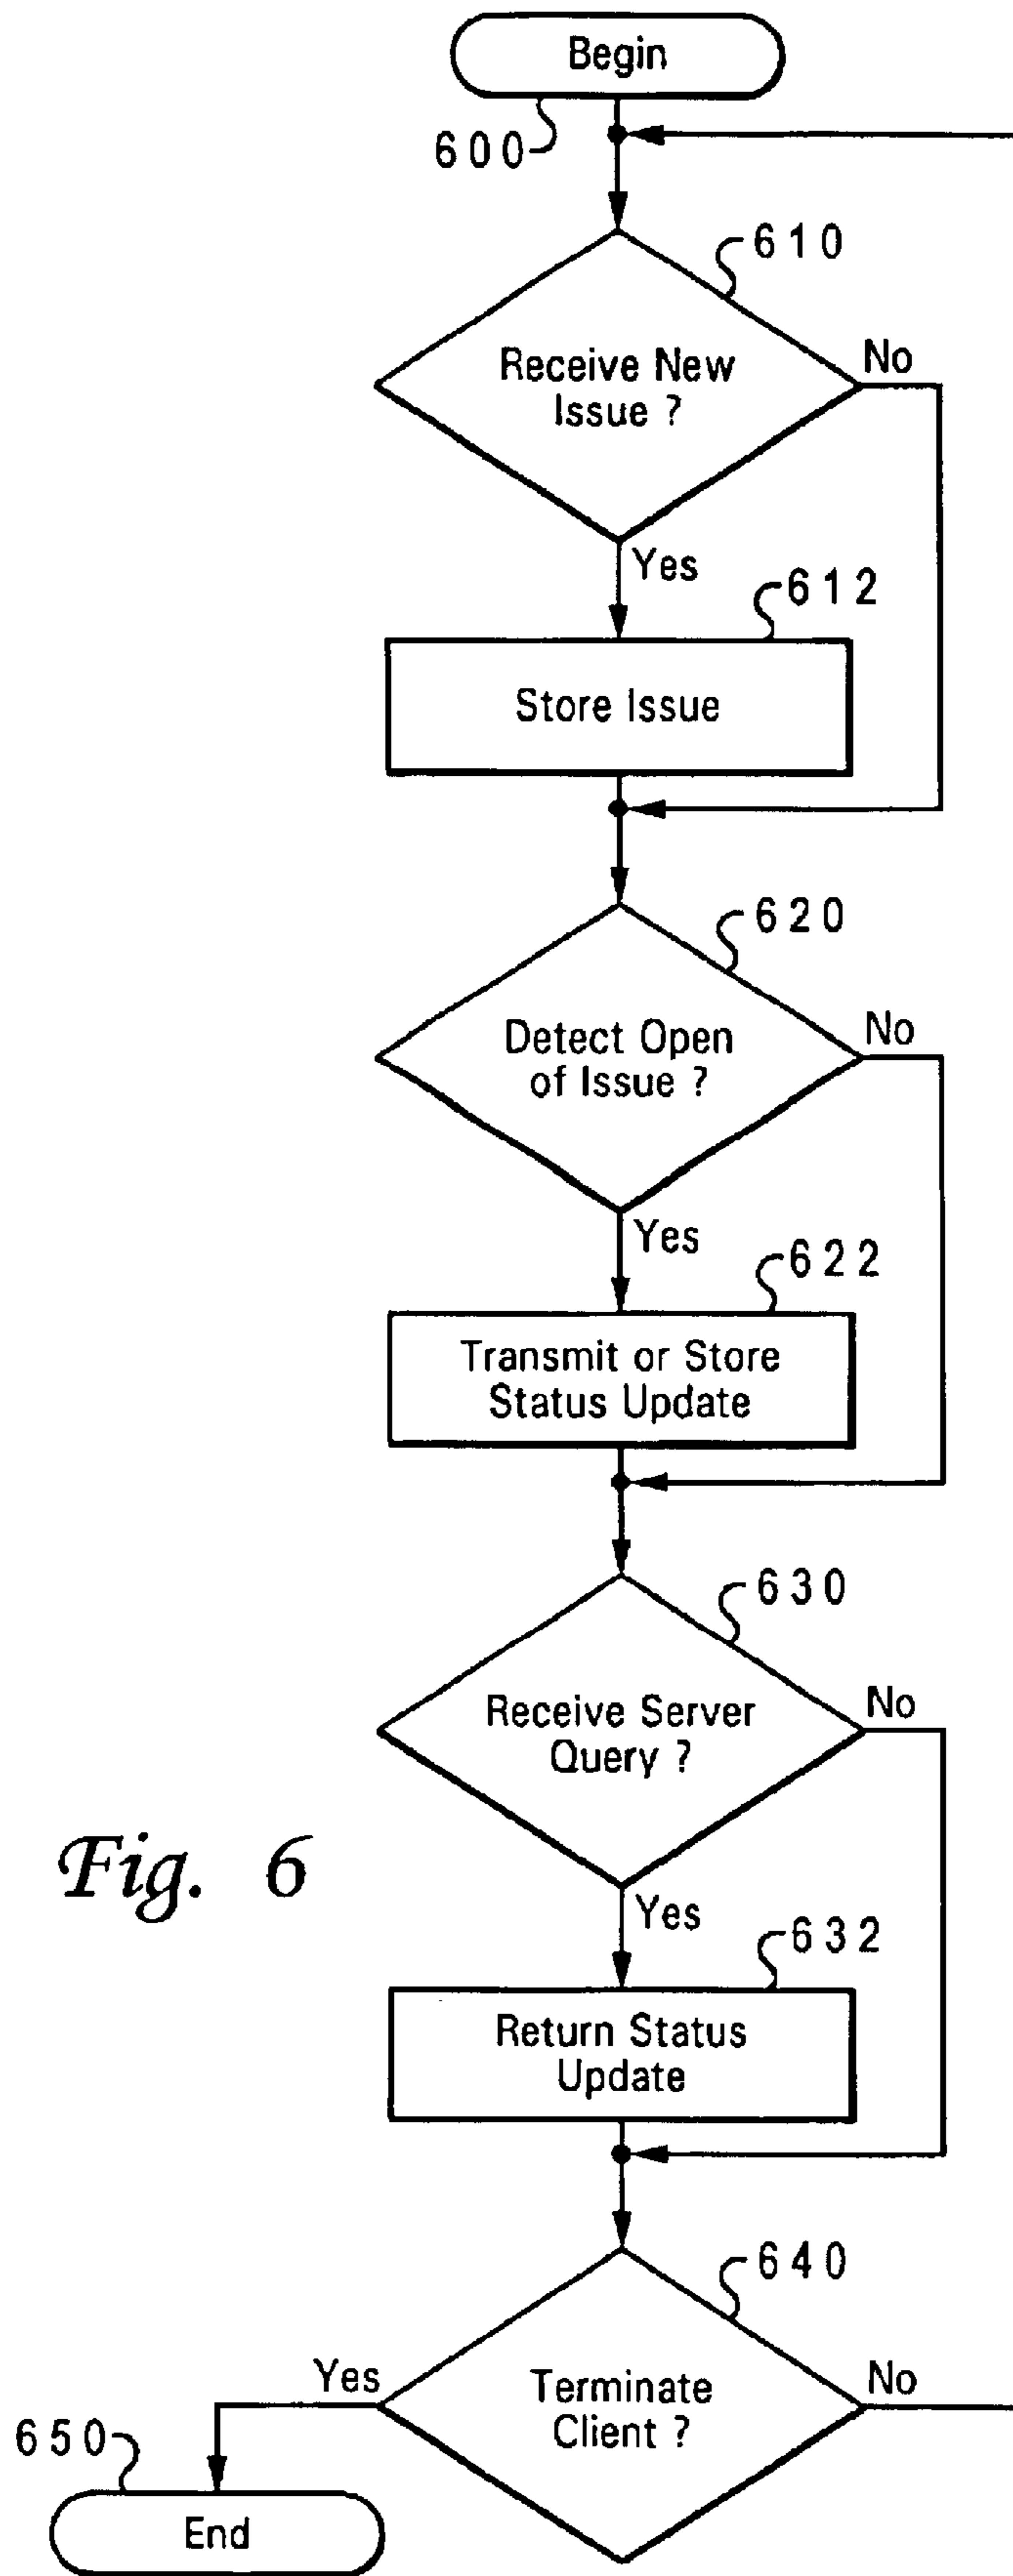 Begin
600
610
Receive New
Issue ?
No
Yes
612
Store Issue
620
Detect Open
of Issue ?
No
Yes
622
Transmit or Store
Status Update
630
Receive Server
Query ?
No
Fig. 6
Yes
632
Return Status
Update
640
Yes
Terminate
Client ?
No
650
End